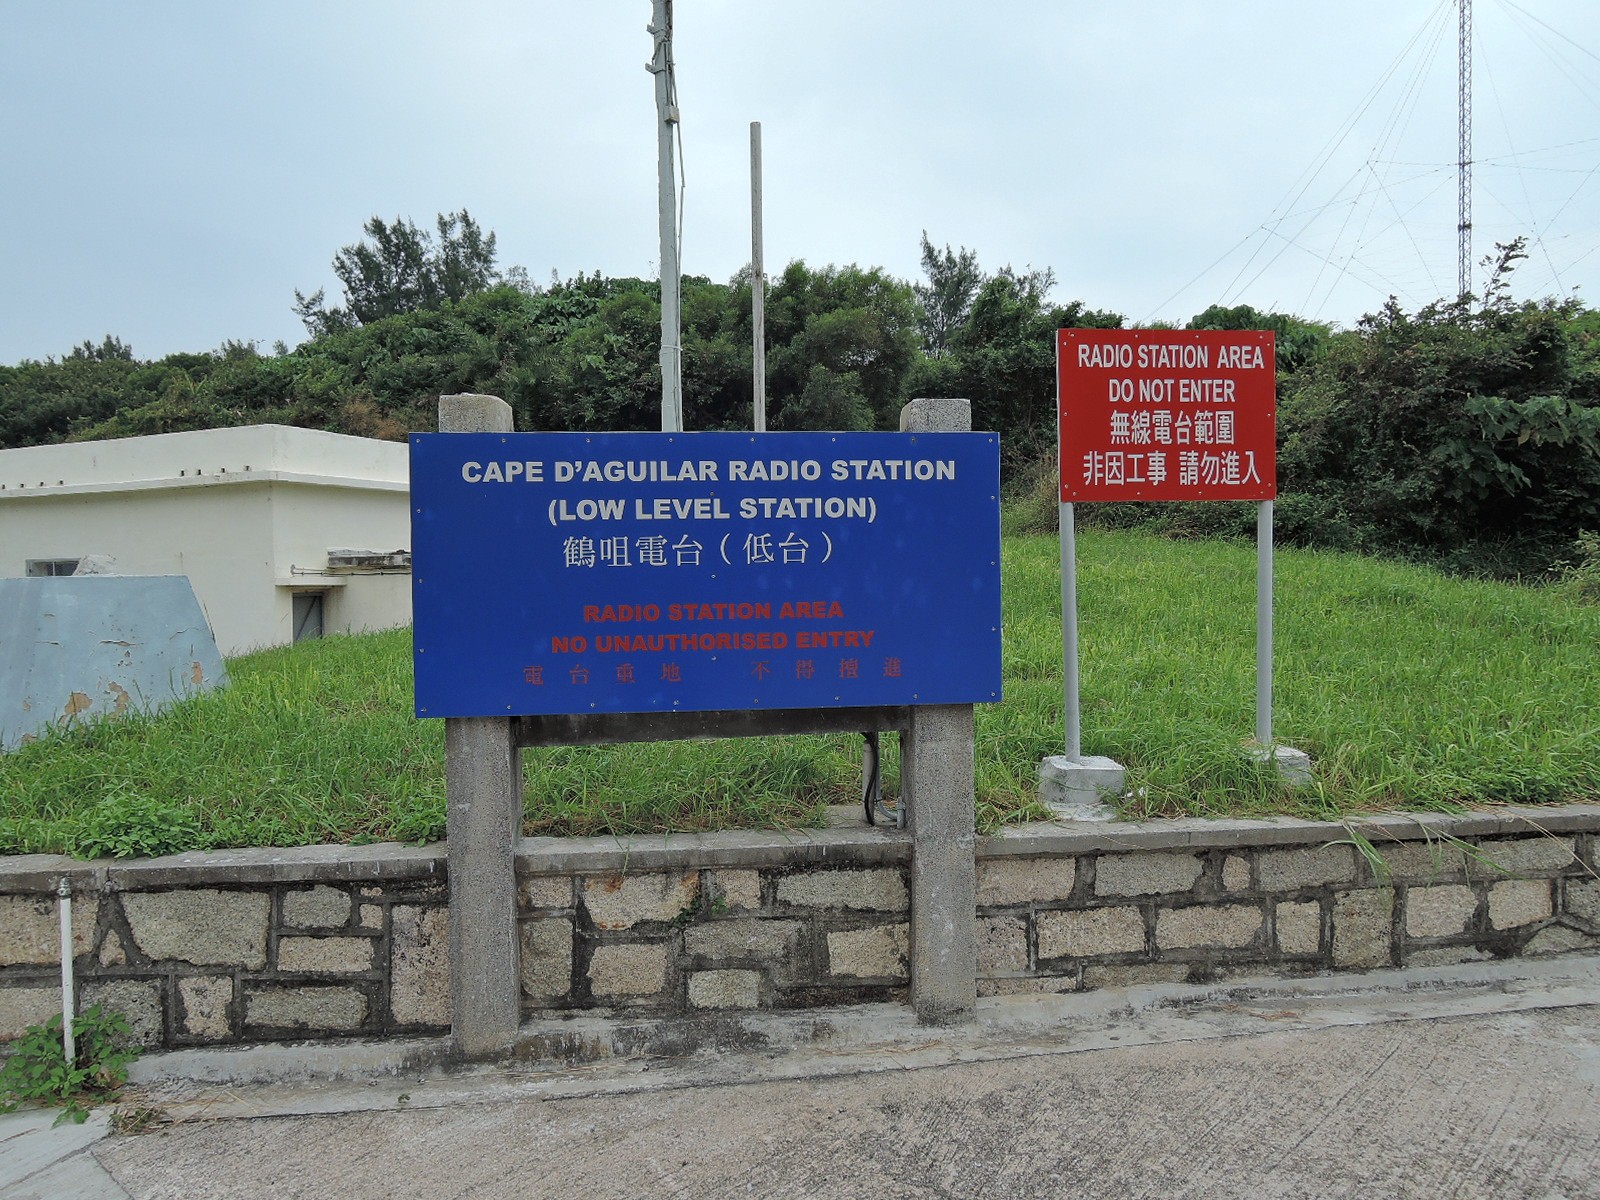 CAPE D'AGUILAR RADIO STATION
(LOW LEVEL STATION)
鶴咀電台（低台）
RADIO STATION AREA
NO UNAUTHORISED ENTRY
電台重地 不得擅進
RADIO STATION AREA
DO NOT ENTER
無線電台範圍
非因工事 請勿進入